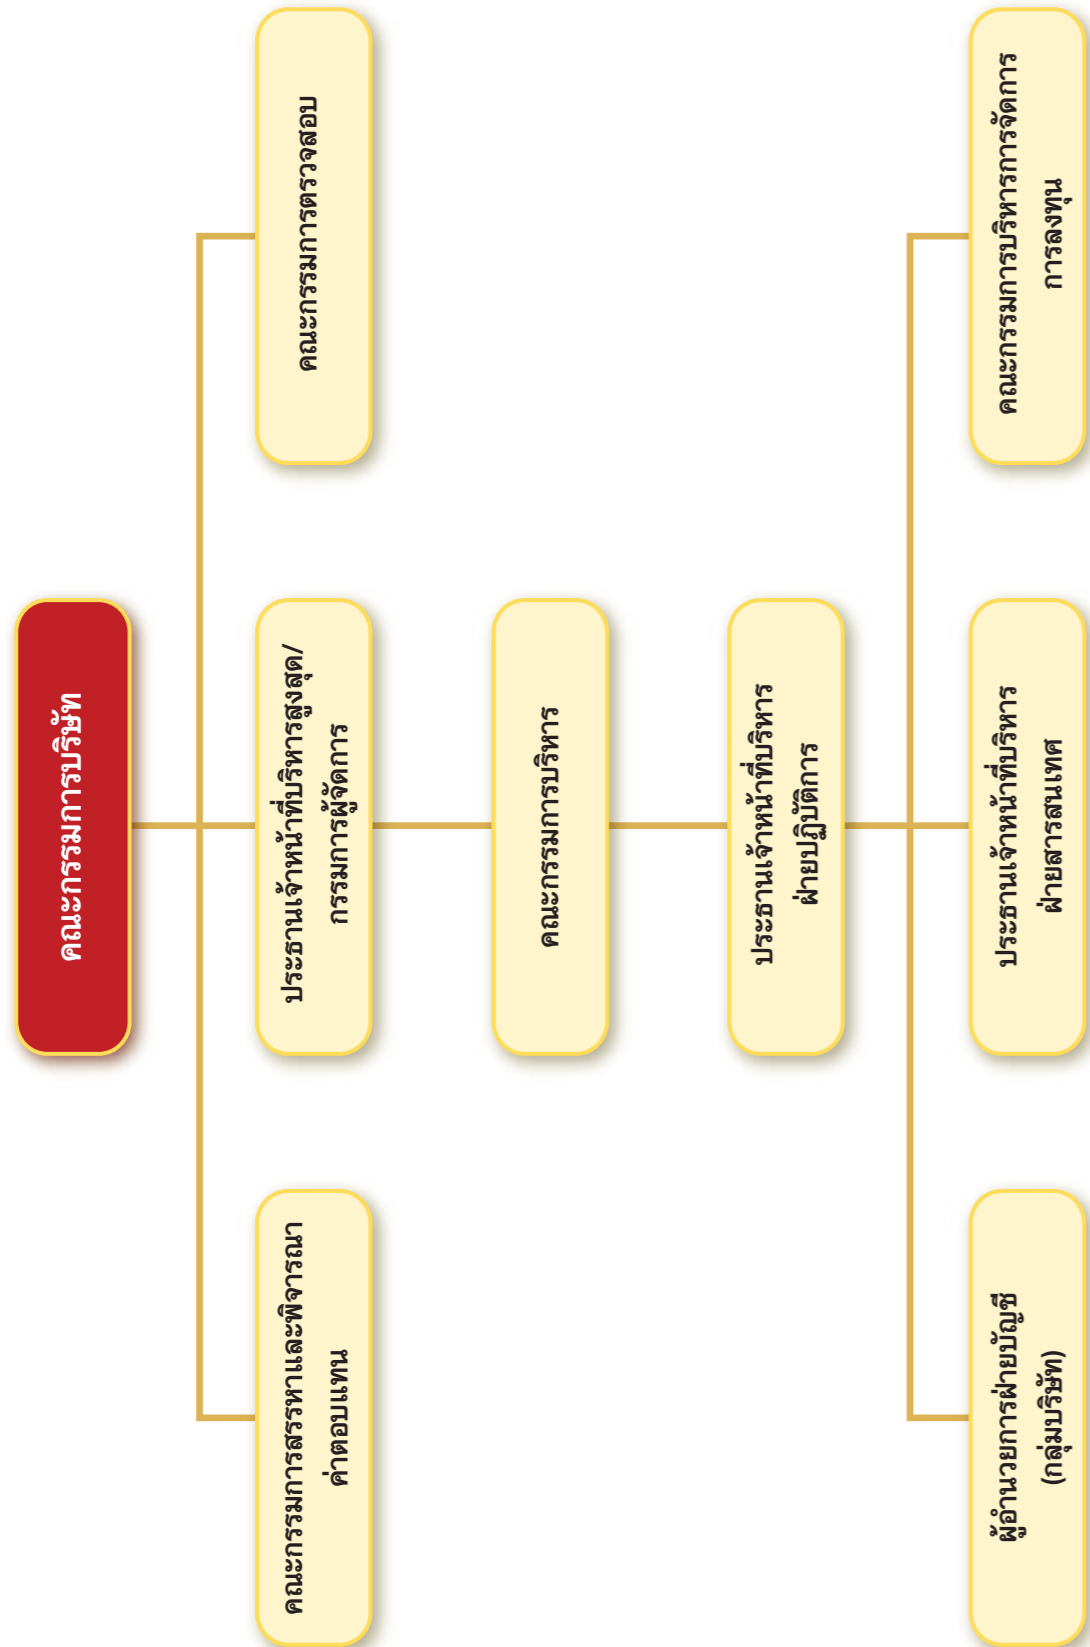 คณะกรรมการบริษัท
คณะกรรมการสรรหาและพิจารณา
ค่าตอบแทน
ประธานเจ้าหน้าที่บริหารสูงสุด/
กรรมการผู้จัดการ
คณะกรรมการตรวจสอบ
คณะกรรมการบริหาร
ประธานเจ้าหน้าที่บริหาร
ฝ่ายปฏิบัติการ
ผู้อำนวยการฝ่ายบัญชี
(กลุ่มบริษัท)
ประธานเจ้าหน้าที่บริหาร
ฝ่ายสารสนเทศ
คณะกรรมการบริหารการจัดการ
การลงทุน